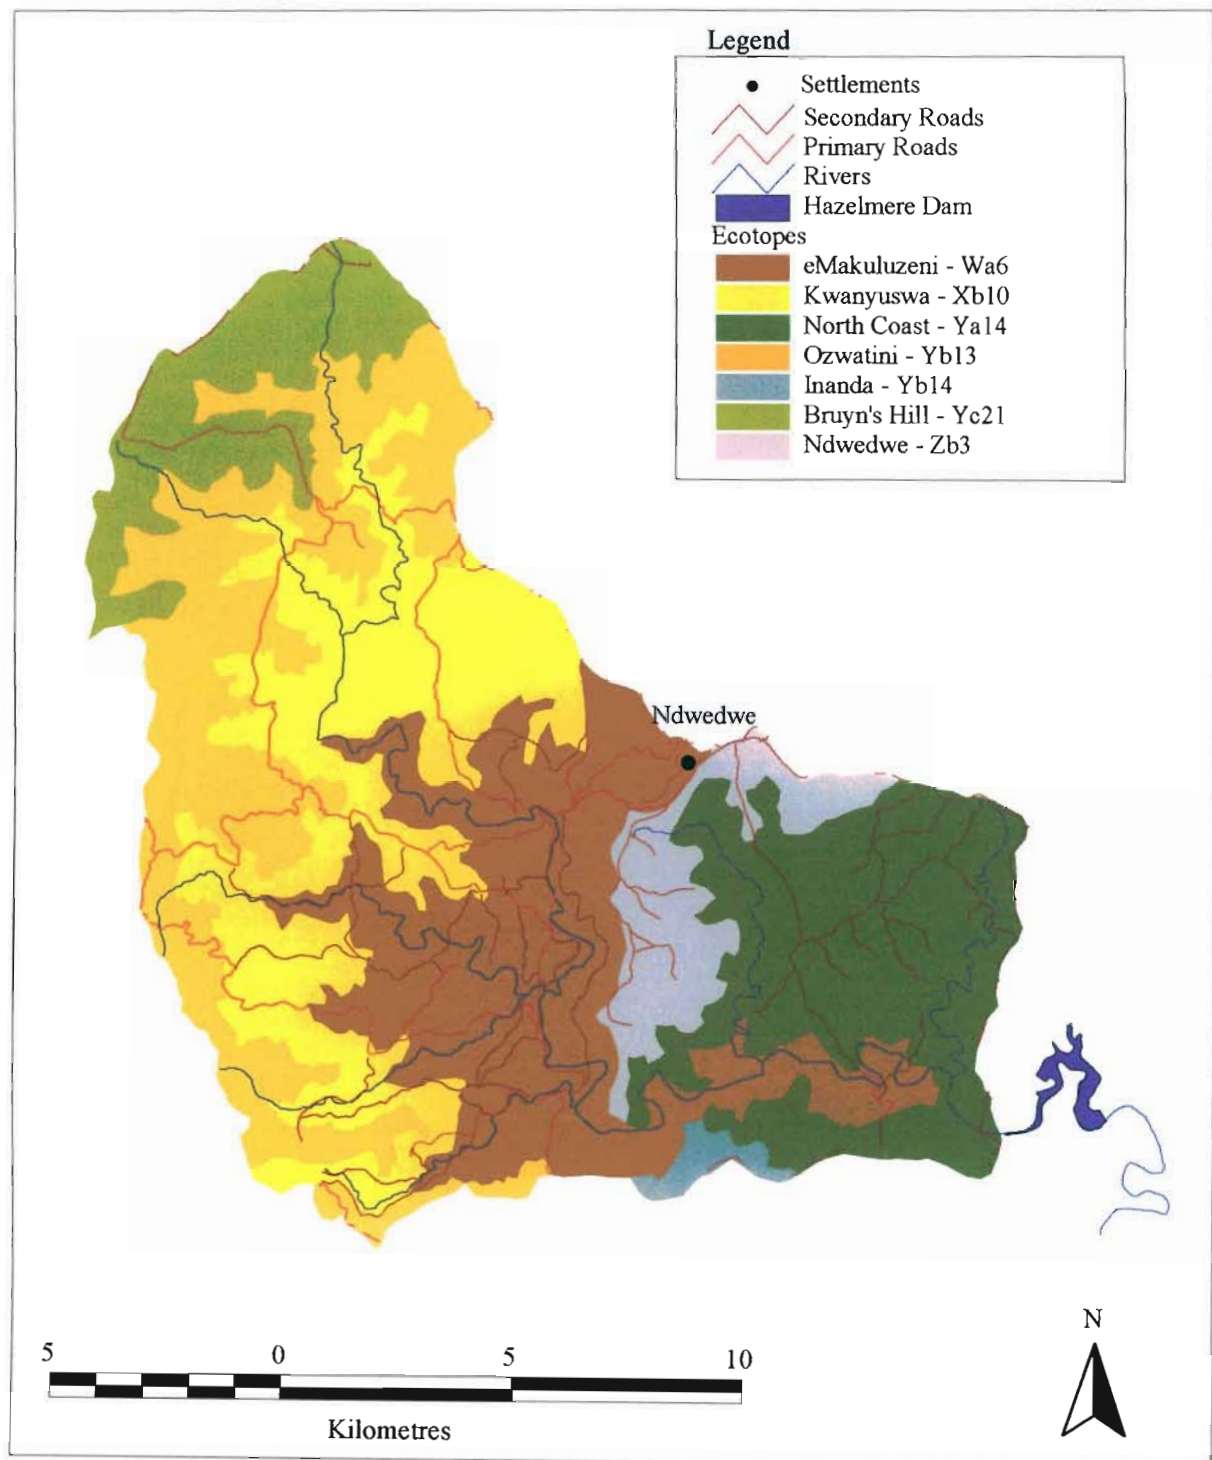 Legend
Settlements
Secondary Roads
Primary Roads
Rivers
Hazelmere Dam
Ecotopes
eMakuluzeni - Wa6
Kwanyuswa - Xb10
North Coast - Ya14
Ozwatini - Yb13
Inanda - Yb14
Bruyn's Hill - Yc21
Ndwedwe - Zb3
Ndwedwe
N
5 0 5 10
Kilometres